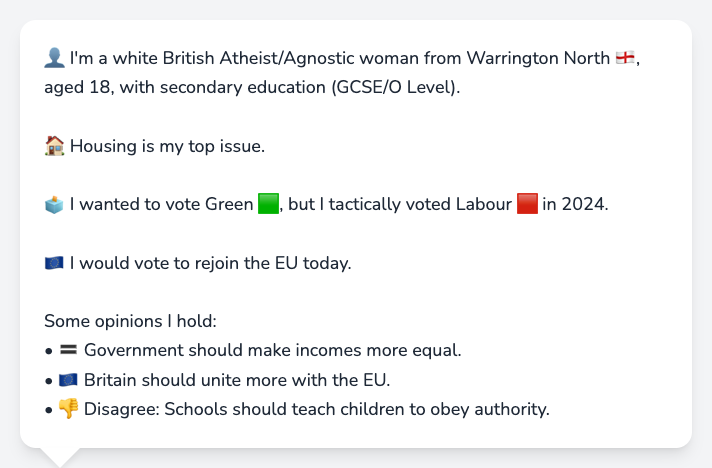 👤 I'm a white British Atheist/Agnostic woman from Warrington North 🏴󠁧󠁢󠁥󠁮󠁧󠁿,
aged 18, with secondary education (GCSE/O Level).
🏠 Housing is my top issue.
🗳️ I wanted to vote Green 🟩, but I tactically voted Labour 🟥 in 2024.
🇪🇺 I would vote to rejoin the EU today.
Some opinions I hold:
• 🟰 Government should make incomes more equal.
• 🇪🇺 Britain should unite more with the EU.
• 👎 Disagree: Schools should teach children to obey authority.